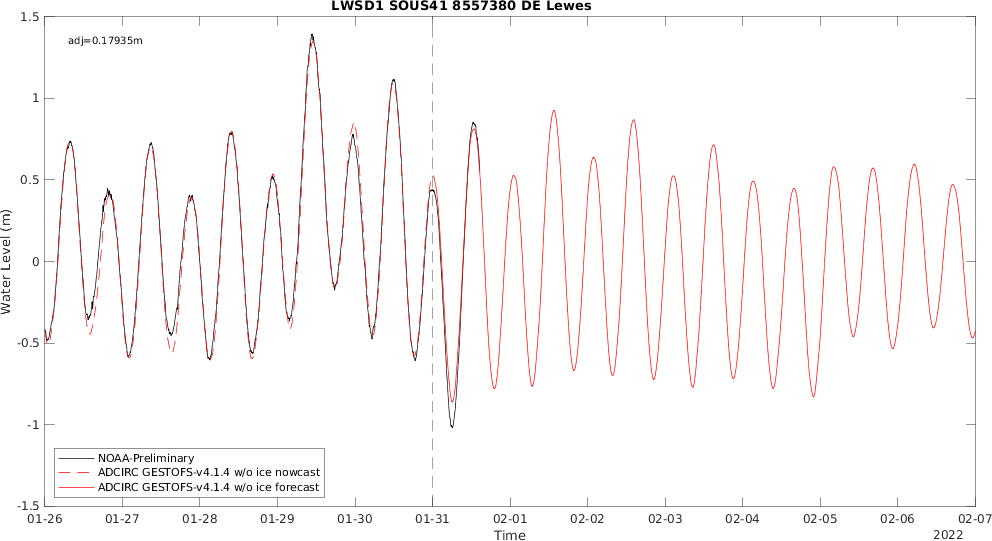 LWSD1 SOUS41 8557380 DE Lewes
adj=0.17935m
1.5
1
0.5
0
-0.5
-1
-1.5
Water Level (m)
NOAA-Preliminary
ADCIRC GESTOFS-v4.1.4 w/o ice nowcast
ADCIRC GESTOFS-v4.1.4 w/o ice forecast
01-26 01-27 01-28 01-29 01-30 01-31 02-01 02-02 02-03 02-04 02-05 02-06 02-07
Time
2022